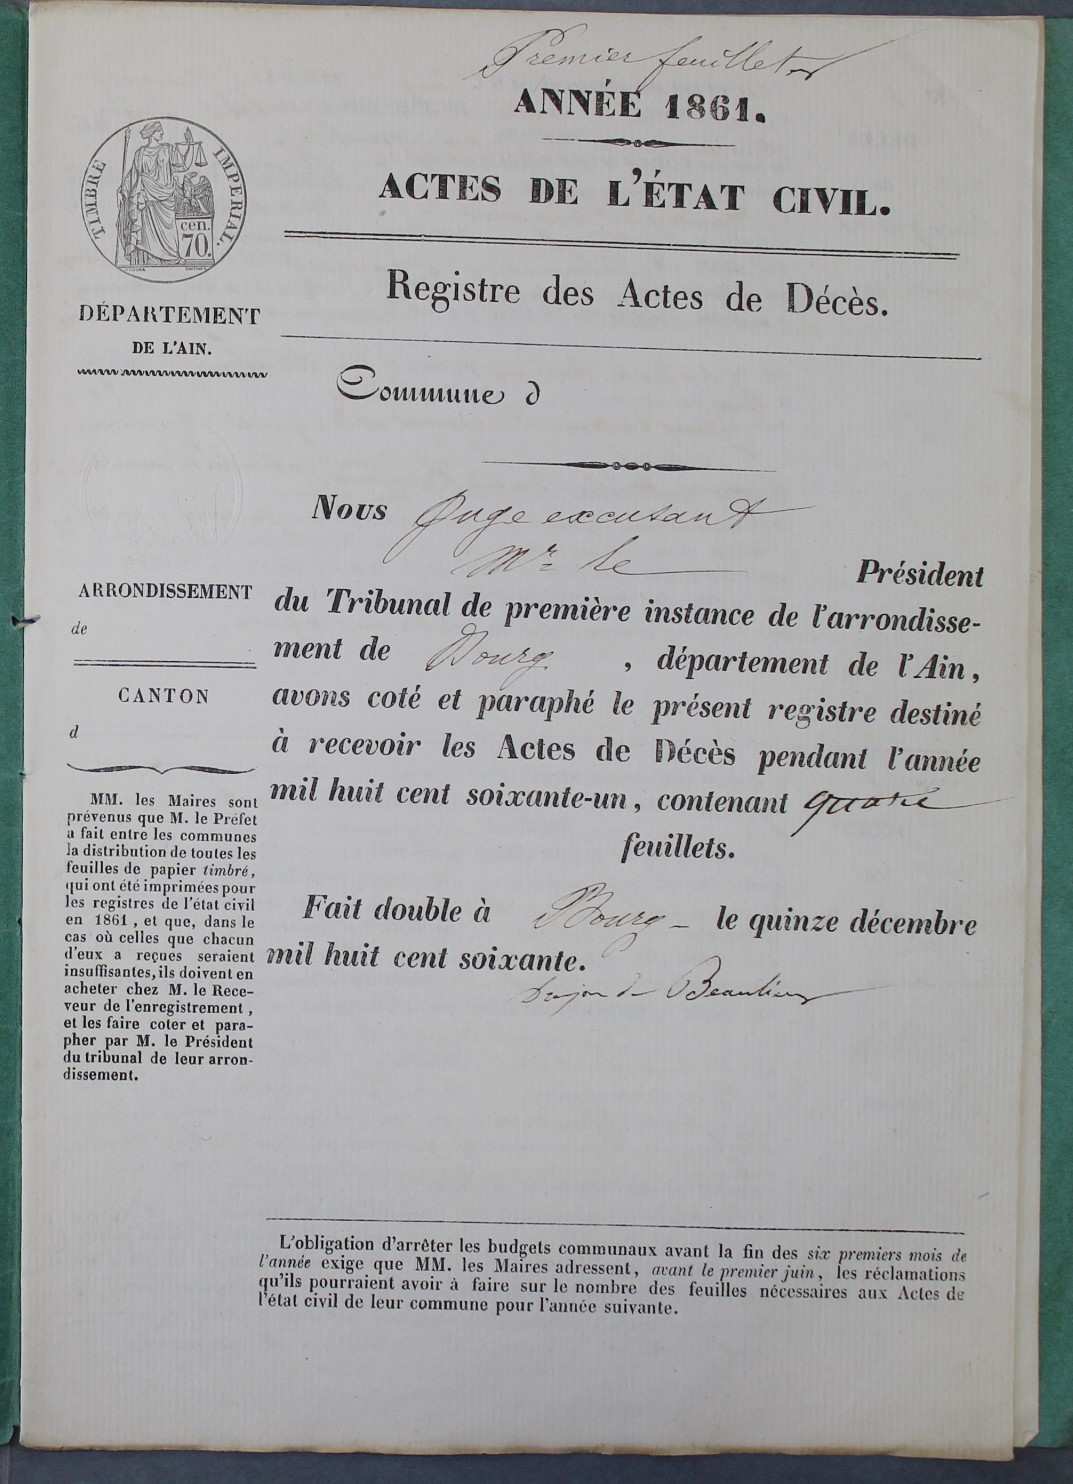 Premier feuillet
ANNÉE 1861.
ACTES DE L'ÉTAT CIVIL.
TIMBRE IMPERIAL.
cen.
70.
DÉPARTEMENT
DE L'AIN.
Registre des Actes de Décès.
Commune d
Nous Juge excusant
Mr le Président
du Tribunal de première instance de l'arrondisse-
ment de Bourg, département de l'Ain,
avons coté et paraphé le présent registre destiné
à recevoir les Actes de Décès pendant l'année
mil huit cent soixante-un, contenant quatre
feuillets.
Fait double à Bourg - le quinze décembre
mil huit cent soixante.
de Beaulieu
ARRONDISSEMENT
de
CANTON
d
MM. les Maires sont
prévenus que M. le Préfet
a fait entre les communes
la distribution de toutes les
feuilles de papier timbré,
qui ont été imprimées pour
les registres de l'état civil
en 1861, et que, dans le
cas où celles que chacun
d'eux a reçues seraient
insuffisantes, ils doivent en
acheter chez M. le Rece-
veur de l'enregistrement,
et les faire coter et para-
pher par M. le Président
du tribunal de leur arron-
dissement.
L'obligation d'arrêter les budgets communaux avant la fin des six premiers mois de
l'année exige que MM. les Maires adressent, avant le premier juin, les réclamations
qu'ils pourraient avoir à faire sur le nombre des feuilles nécessaires aux Actes de
l'état civil de leur commune pour l'année suivante.